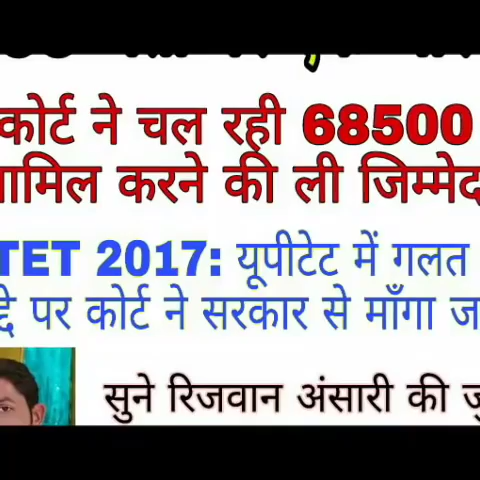 कोर्ट ने चल रही 68500
करने की ली
TET 2017: यूपीटेट में गलत
पर कोर्ट ने सरकार से माँगा
सुने रिजवान अंसारी की